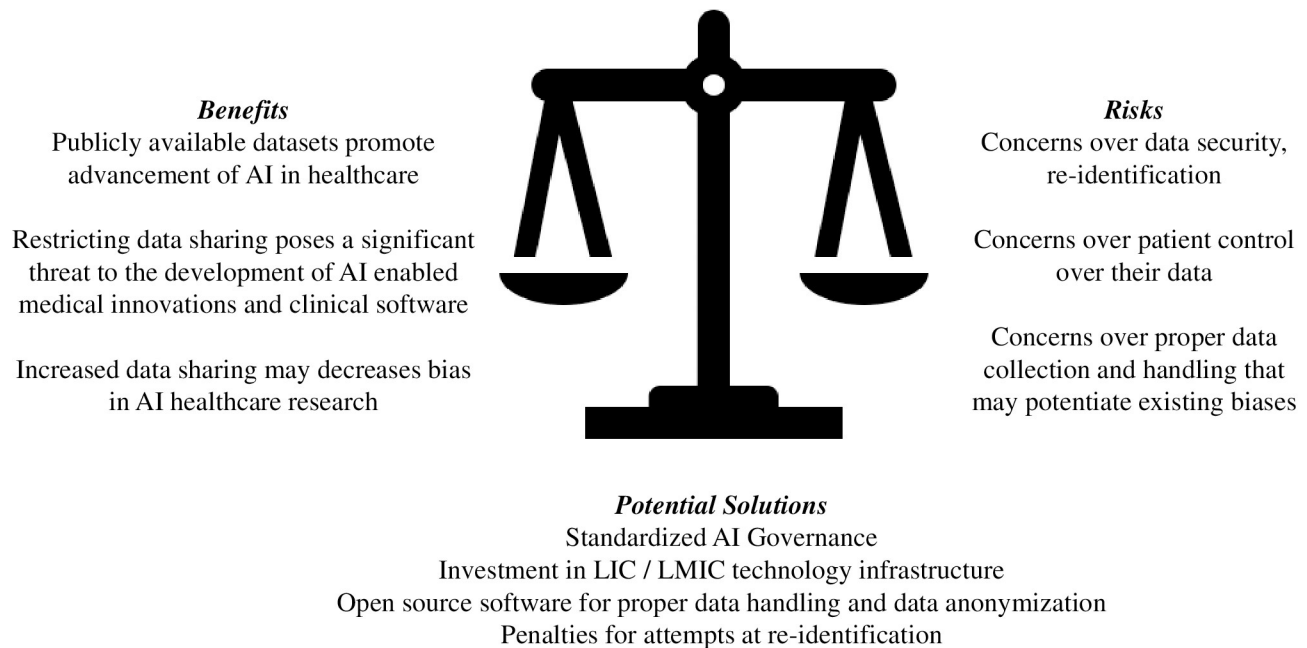 Benefits
Publicly available datasets promote
advancement of AI in healthcare
Restricting data sharing poses a significant
threat to the development of AI enabled
medical innovations and clinical software
Increased data sharing may decreases bias
in AI healthcare research
Risks
Concerns over data security,
re-identification
Concerns over patient control
over their data
Concerns over proper data
collection and handling that
may potentiate existing biases
Potential Solutions
Standardized AI Governance
Investment in LIC / LMIC technology infrastructure
Open source software for proper data handling and data anonymization
Penalties for attempts at re-identification